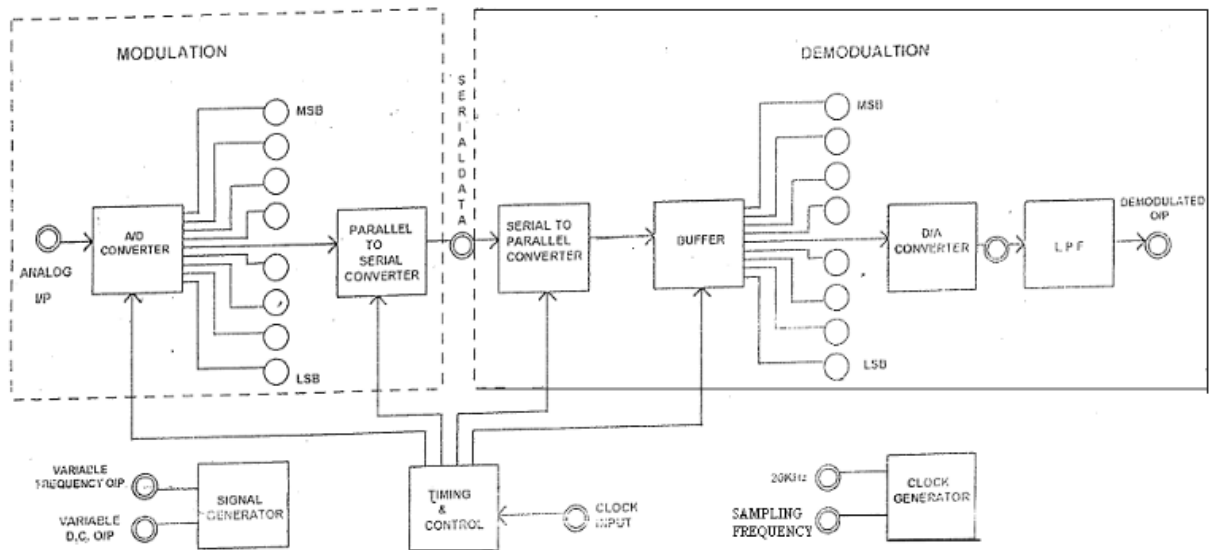 MODULATION
DEMODUALTION
SERIAL DATA
MSB
MSB
A/D
CONVERTER
PARALLEL
TO
SERIAL
CONVERTER
SERIAL TO
PARALLEL
CONVERTER
BUFFER
D/A
CONVERTER
L P F
DEMODULATED
O/P
ANALOG
I/P
LSB
LSB
VARIABLE
FREQUENCY O/P
VARIABLE
D.C. O/P
SIGNAL
GENERATOR
TIMING
&
CONTROL
CLOCK
INPUT
20KHz
SAMPLING
FREQUENCY
CLOCK
GENERATOR